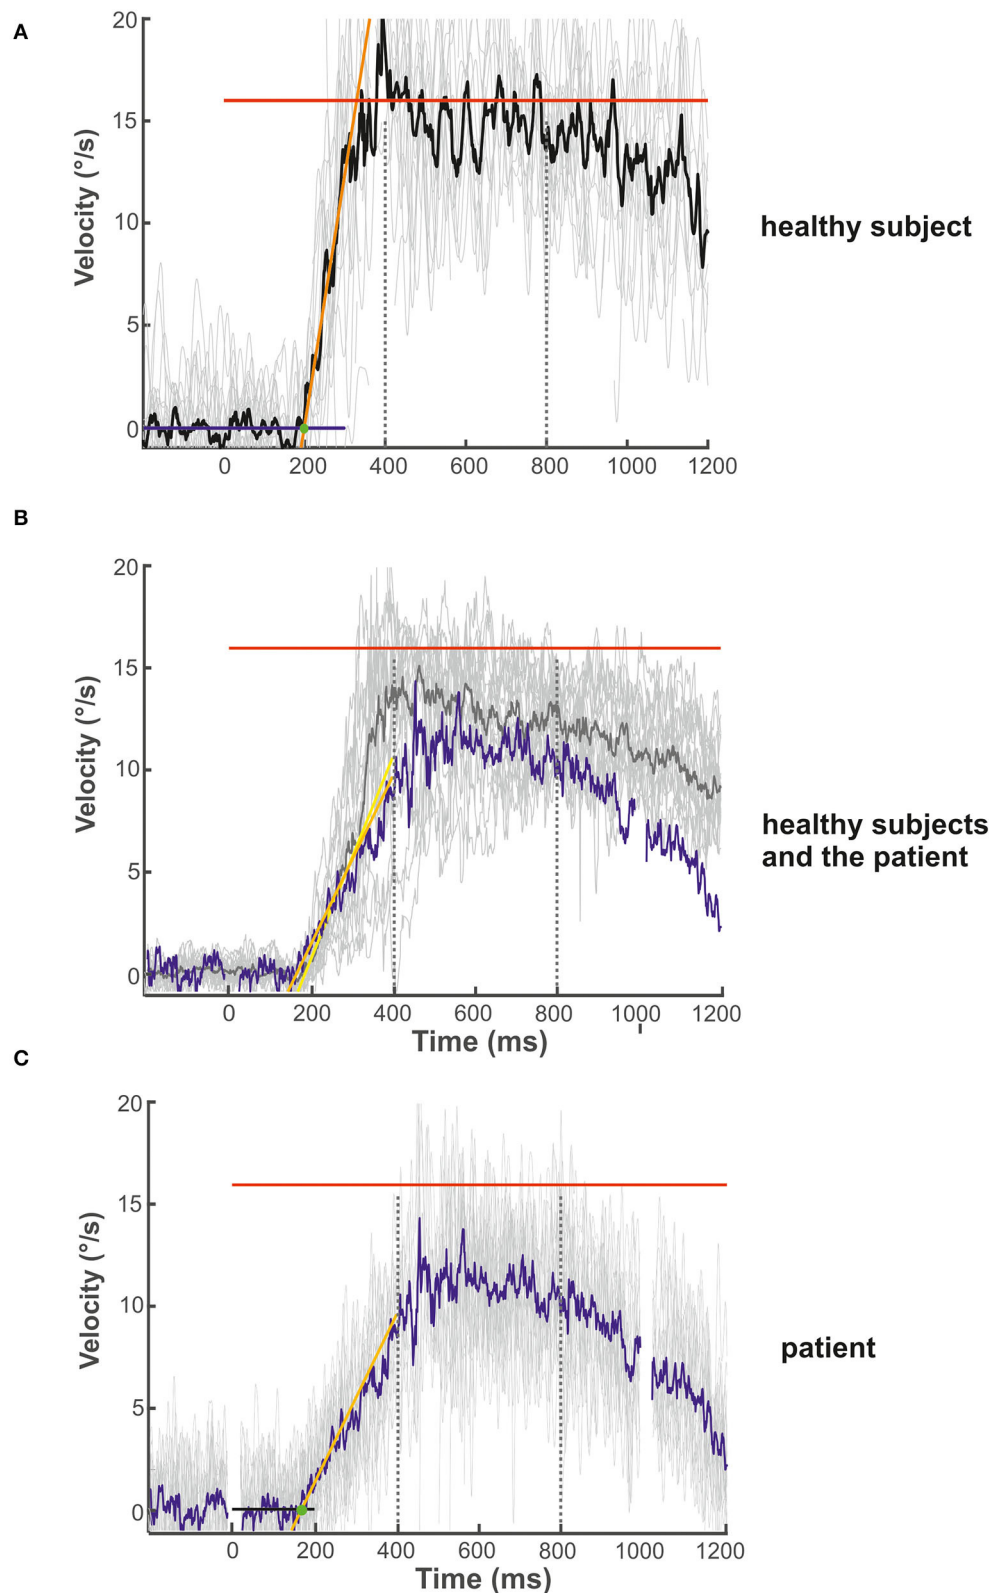 A
20
15
10
5
0
Velocity (°/s)
0 200 400 600 800 1000 1200
healthy subject
B
20
15
10
5
0
Velocity (°/s)
0 200 400 600 800 1000 1200
Time (ms)
healthy subjects
and the patient
C
20
15
10
5
0
Velocity (°/s)
0 200 400 600 800 1000 1200
Time (ms)
patient